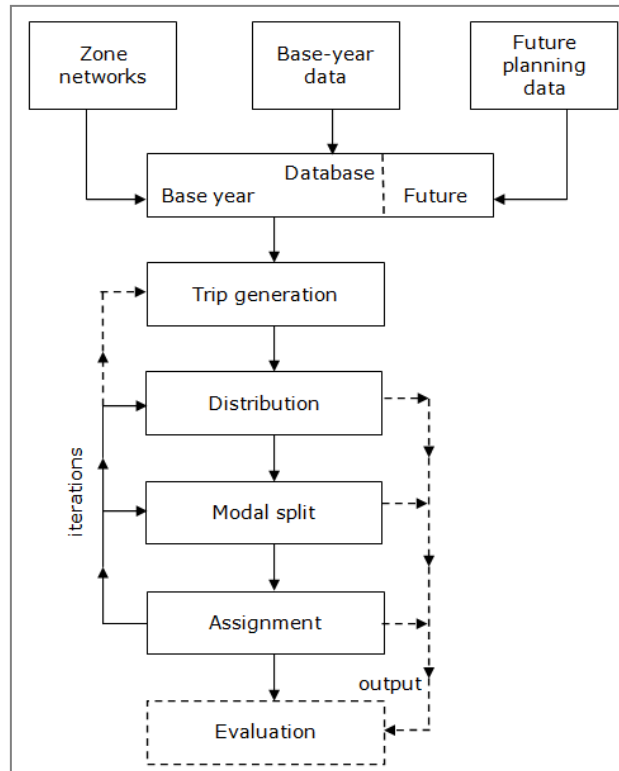 Zone
networks
Base-year
data
Future
planning
data
Database
Base year
Future
Trip generation
Distribution
iterations
Modal split
Assignment
output
Evaluation